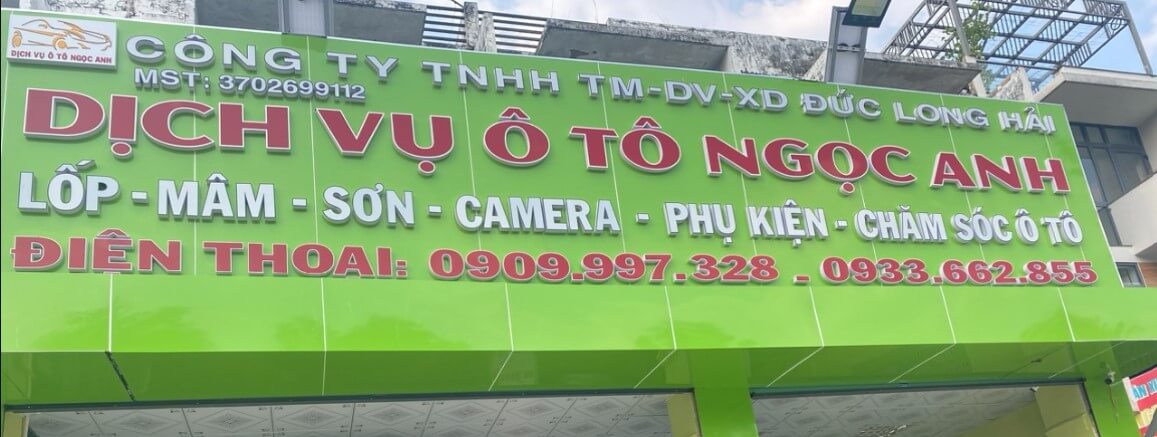 DỊCH VỤ Ô TÔ NGỌC ANH
CÔNG TY TNHH TM-DV-XD ĐỨC LONG HẢI
MST: 3702699112
DỊCH VỤ Ô TÔ NGỌC ANH
LỐP - MÂM - SƠN - CAMERA - PHỤ KIỆN - CHĂM SÓC Ô TÔ
ĐIỆN THOẠI: 0909.997.328 - 0933.662.855